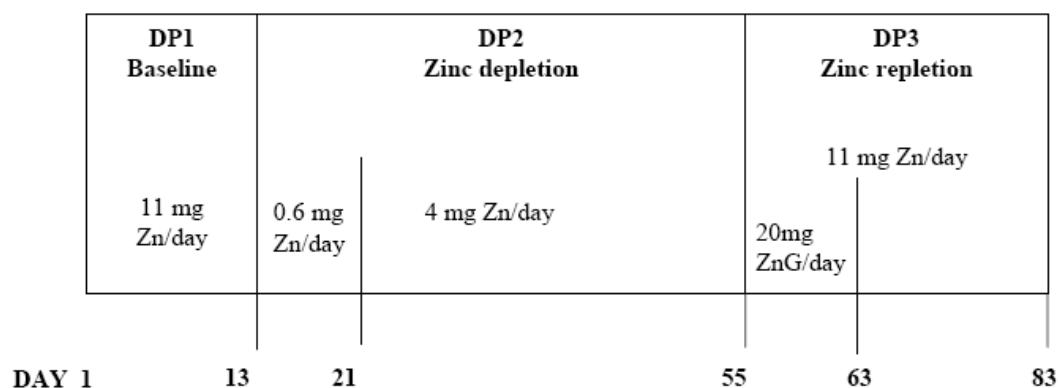 DP1
Baseline
DP2
Zinc depletion
DP3
Zinc repletion
11 mg
Zn/day
0.6 mg
Zn/day
4 mg Zn/day
11 mg Zn/day
20mg
ZnG/day
DAY 1 13 21 55 63 83